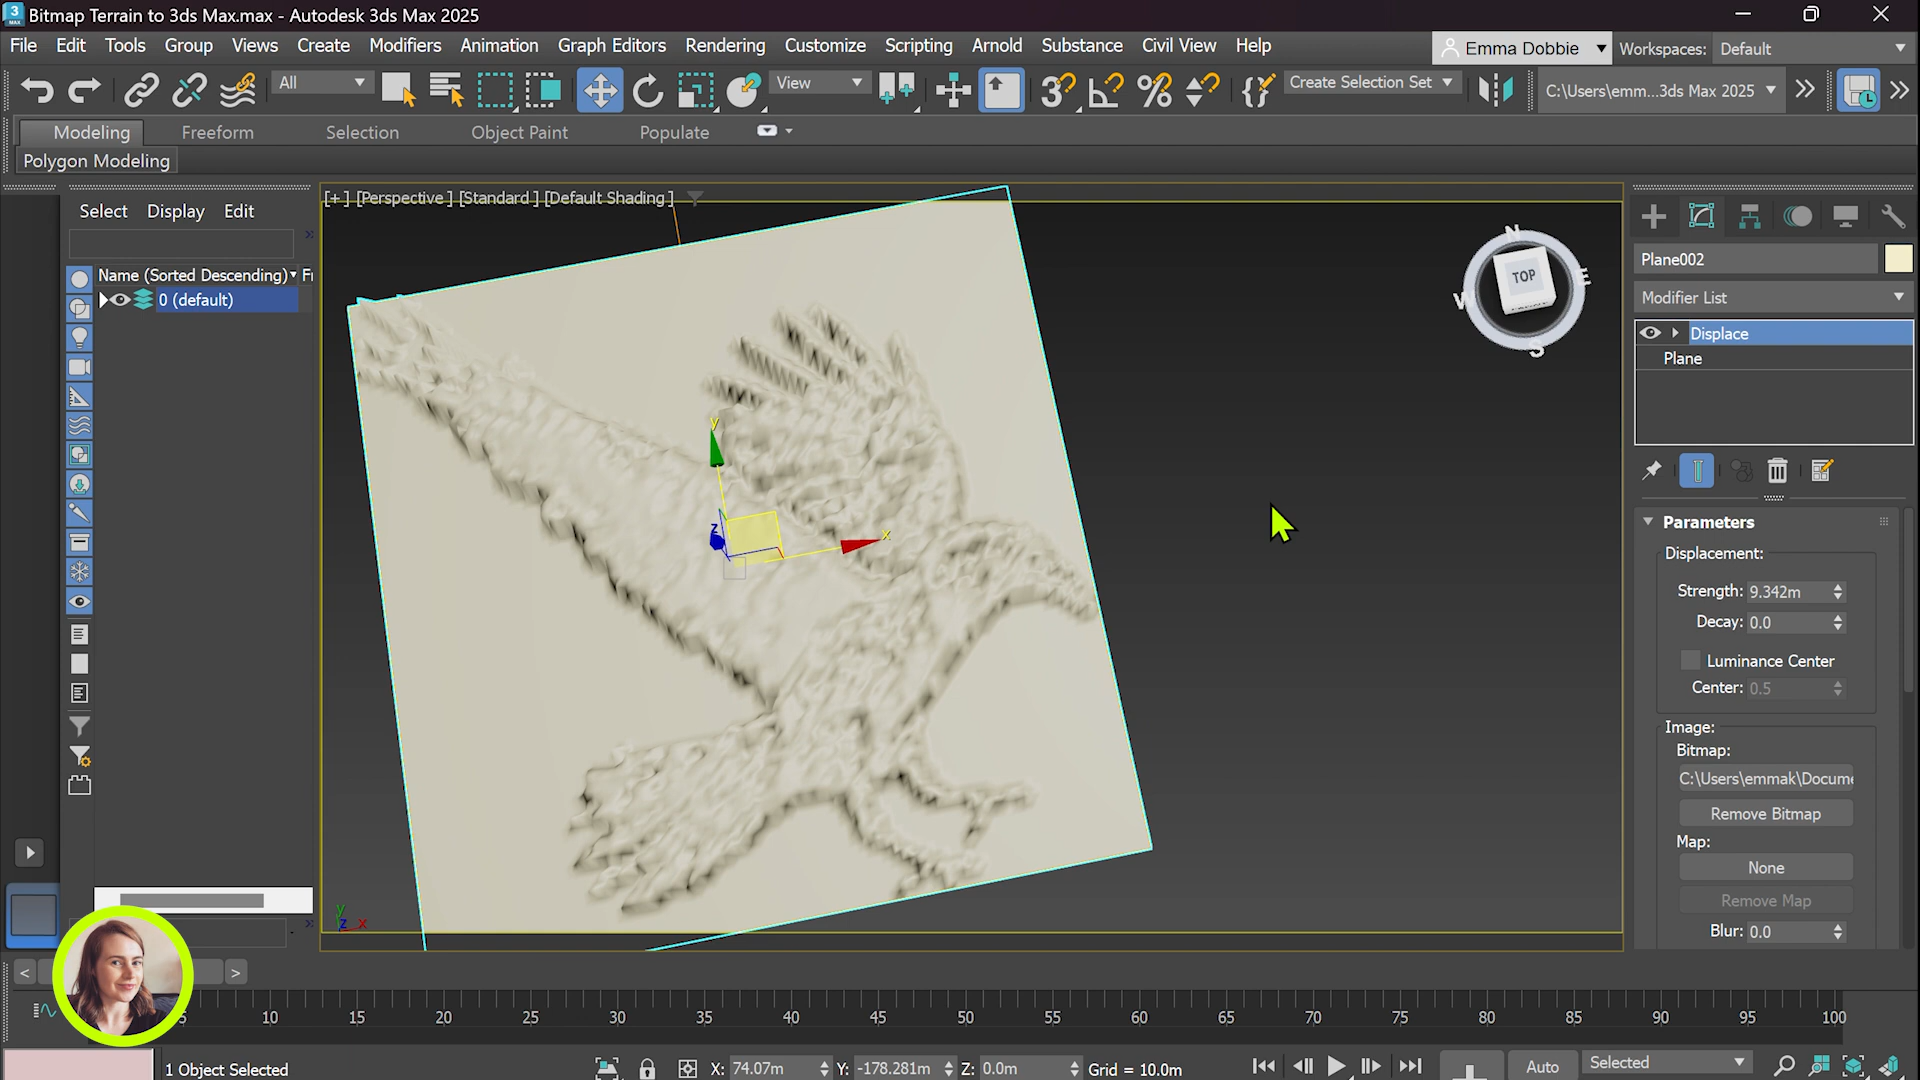 3
MAX
Bitmap Terrain to 3ds Max.max - Autodesk 3ds Max 2025
File Edit Tools Group Views Create Modifiers Animation Graph Editors Rendering Customize Scripting Arnold Substance Civil View Help
Emma Dobbie
Workspaces: Default
All
View
3
Create Selection Set
C:\Users\emm...3ds Max 2025
Modeling Freeform Selection Object Paint Populate
Polygon Modeling
Select Display Edit
Name (Sorted Descending) Fr
0 (default)
[+] [Perspective] [Standard] [Default Shading]
N
W TOP E
S
y
z x
y
z x
Plane002
Modifier List
Displace
Plane
Parameters
Displacement:
Strength: 9.342m
Decay: 0.0
Luminance Center
Center: 0.5
Image:
Bitmap:
C:\Users\emmak\Docume
Remove Bitmap
Map:
None
Remove Map
Blur: 0.0
< >
5 10 15 20 25 30 35 40 45 50 55 60 65 70 75 80 85 90 95 100
1 Object Selected
X: 74.07m Y: -178.281m Z: 0.0m Grid = 10.0m
Auto
Selected